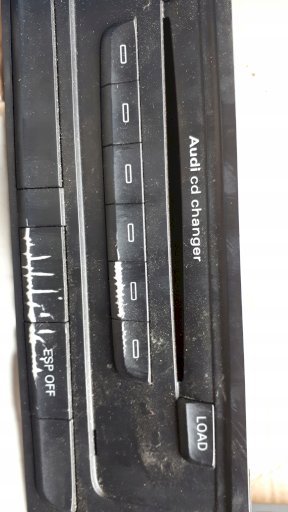 Audi cd changer
LOAD
ESP OFF